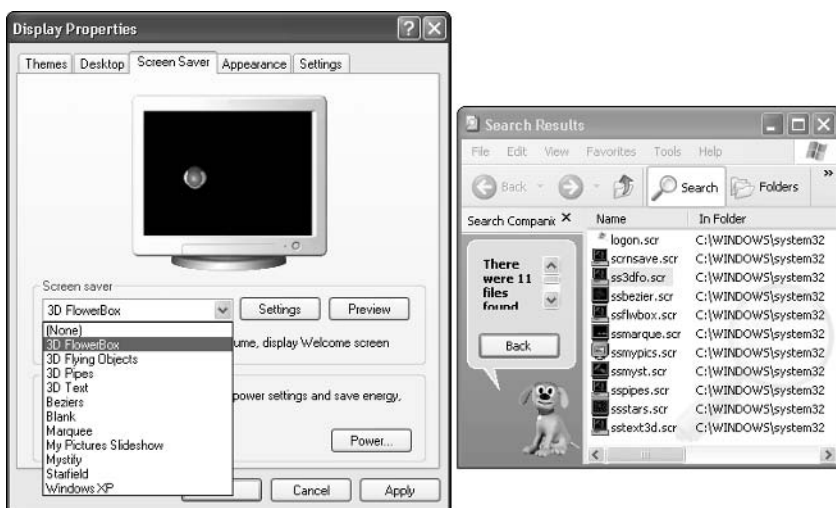 Display Properties
Themes Desktop Screen Saver Appearance Settings
Screen saver
3D FlowerBox Settings Preview
(None)
3D FlowerBox
3D Flying Objects
3D Pipes
3D Text
Beziers
Blank
Marquee
My Pictures Slideshow
Mystify
Starfield
Windows XP
ume, display Welcome screen
power settings and save energy,
Power...
Cancel Apply
Search Results
File Edit View Favorites Tools Help
Back Search Folders »
Search Companic Name In Folder
There
were 11
files
found
Back
logon.scr C:\WINDOWS\system32
scrnsave.scr C:\WINDOWS\system32
ss3dfo.scr C:\WINDOWS\system32
ssbezier.scr C:\WINDOWS\system32
ssflwbox.scr C:\WINDOWS\system32
ssmarque.scr C:\WINDOWS\system32
ssmypics.scr C:\WINDOWS\system32
ssmyst.scr C:\WINDOWS\system32
sspipes.scr C:\WINDOWS\system32
ssstars.scr C:\WINDOWS\system32
sstext3d.scr C:\WINDOWS\system32